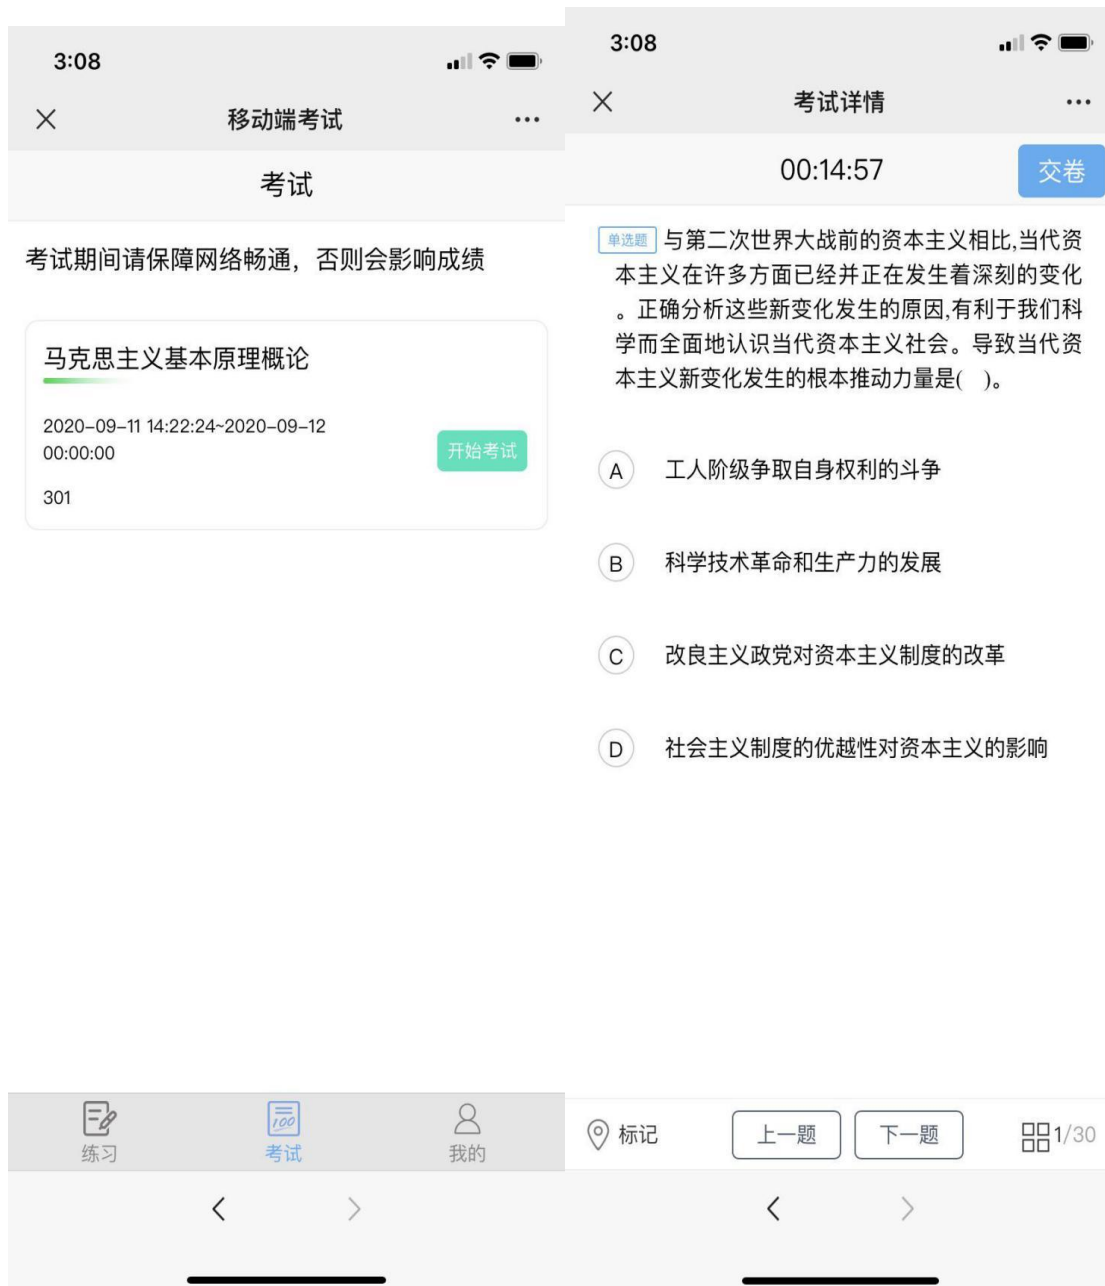 3:08
移动端考试
考试
考试期间请保障网络畅通，否则会影响成绩
马克思主义基本原理概论
2020-09-11 14:22:24~2020-09-12
00:00:00
开始考试
301
练习
100
考试
我的
3:08
考试详情
00:14:57
交卷
单选题 与第二次世界大战前的资本主义相比,当代资
本主义在许多方面已经并正在发生着深刻的变化
。正确分析这些新变化发生的原因,有利于我们科
学而全面地认识当代资本主义社会。导致当代资
本主义新变化发生的根本推动力量是( )。
A 工人阶级争取自身权利的斗争
B 科学技术革命和生产力的发展
C 改良主义政党对资本主义制度的改革
D 社会主义制度的优越性对资本主义的影响
标记
上一题
下一题
1/30